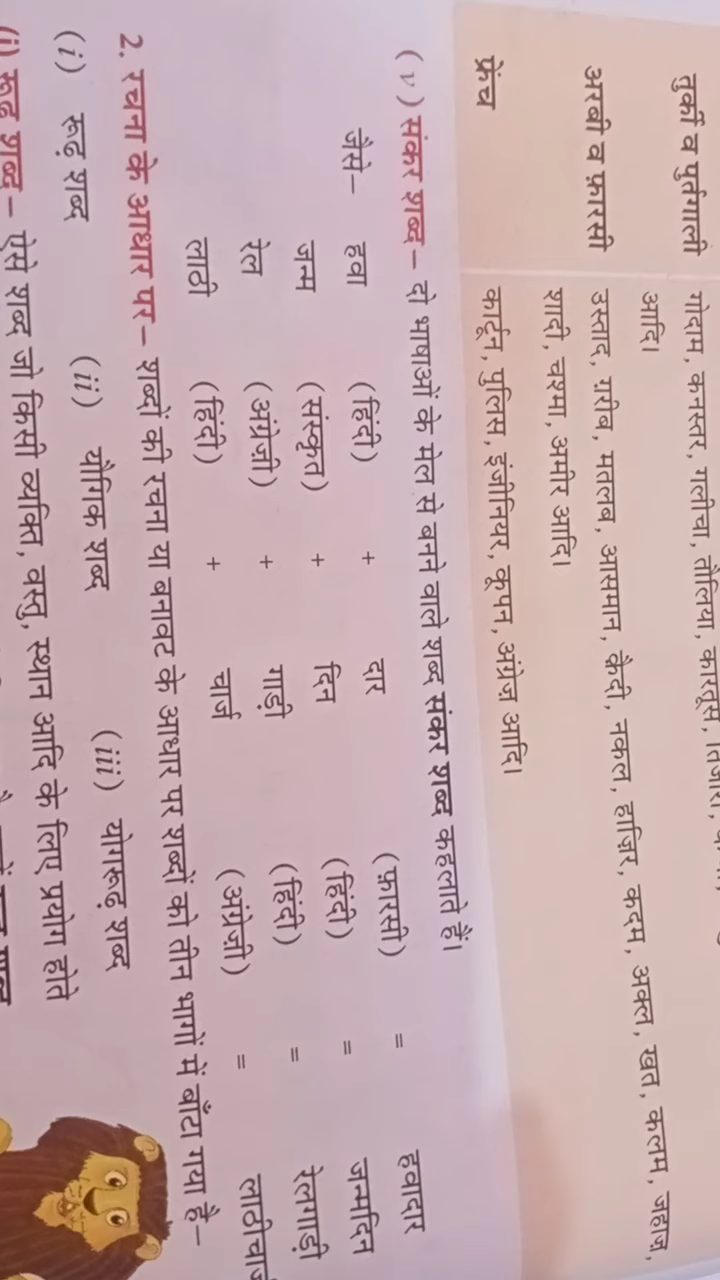 तुर्की व पुर्तगाली गोदाम, कनस्तर, गलीचा, तौलिया, कारतूस,
आदि।
अरबी व फ़ारसी उस्ताद, ग़रीब, मतलब, आसमान, कैदी, नकल, हाज़िर, कदम, अक्ल, खत, कलम, जहाज़,
शादी, चश्मा, अमीर आदि।
फ्रेंच कार्टून, पुलिस, इंजीनियर, कूपन, अंग्रेज आदि।
(v) संकर शब्द – दो भाषाओं के मेल से बनने वाले शब्द संकर शब्द कहलाते हैं।
जैसे– हवा (हिंदी) + दार (फ़ारसी) = हवादार
जन्म (संस्कृत) + दिन (हिंदी) = जन्मदिन
रेल (अंग्रेज़ी) + गाड़ी (हिंदी) = रेलगाड़ी
लाठी (हिंदी) + चार्ज (अंग्रेज़ी) =
2. रचना के आधार पर– शब्दों की रचना या बनावट के आधार पर शब्दों को तीन भागों में बाँटा गया है–
(i) रूढ़ शब्द (ii) यौगिक शब्द (iii) योगरूढ़ शब्द
(i) रूढ़ शब्द – ऐसे शब्द जो किसी व्यक्ति, वस्तु, स्थान आदि के लिए प्रयोग होते